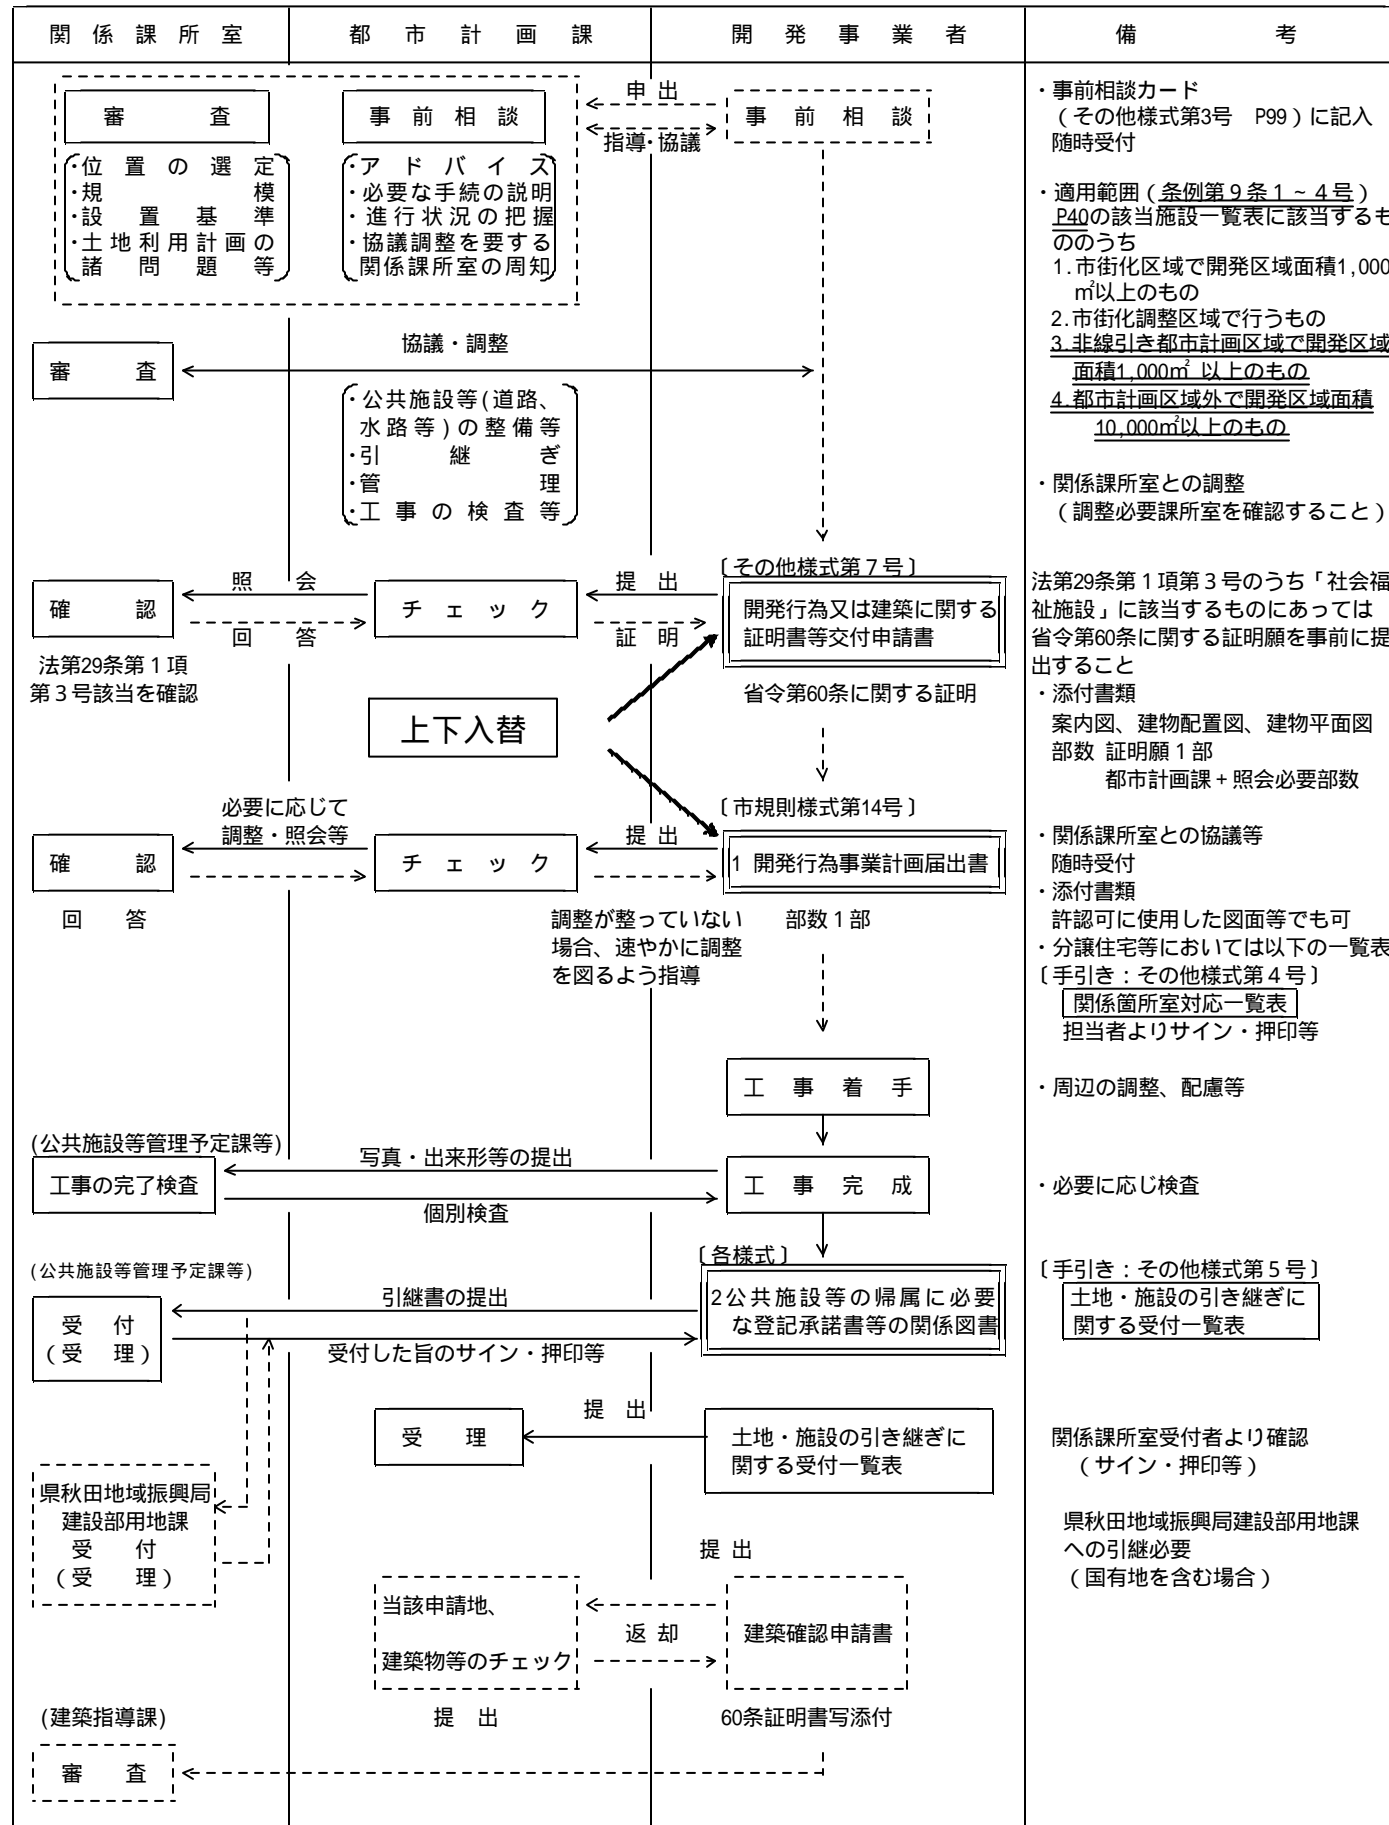 関係課所室
都市計画課
開発事業者
備考
審査
・位置の選定
・規模
・設置基準
・土地利用計画の
諸問題等
事前相談
・アドバイス
・必要な手続の説明
・進行状況の把握
・協議調整を要する
関係課所室の周知
申出
指導・協議
事前相談
・事前相談カード
(その他様式第3号 P99)に記入
随時受付
・適用範囲(条例第9条1~4号)
P40の該当施設一覧表に該当するも
ののうち
1.市街化区域で開発区域面積1,000
㎡以上のもの
2.市街化調整区域で行うもの
3.非線引き都市計画区域で開発区域
面積1,000㎡ 以上のもの
4.都市計画区域外で開発区域面積
10,000㎡以上のもの
協議・調整
審査
・公共施設等(道路、
水路等)の整備等
・引継ぎ
・管理
・工事の検査等
・関係課所室との調整
(調整必要課所室を確認すること)
〔その他様式第7号〕
確認
照会
回答
チェック
提出
証明
開発行為又は建築に関する
証明書等交付申請書
法第29条第1項
第3号該当を確認
省令第60条に関する証明
法第29条第1項第3号のうち「社会福
祉施設」に該当するものにあっては
省令第60条に関する証明願を事前に提
出すること
・添付書類
案内図、建物配置図、建物平面図
部数 証明願1部
都市計画課+照会必要部数
上下入替
〔市規則様式第14号〕
必要に応じて
調整・照会等
確認
チェック
提出
1 開発行為事業計画届出書
回答
調整が整っていない
場合、速やかに調整
を図るよう指導
部数1部
・関係課所室との協議等
随時受付
・添付書類
許認可に使用した図面等でも可
・分譲住宅等においては以下の一覧表
〔手引き:その他様式第4号〕
関係箇所室対応一覧表
担当者よりサイン・押印等
工事着手
・周辺の調整、配慮等
(公共施設等管理予定課等)
工事の完了検査
写真・出来形等の提出
個別検査
工事完成
・必要に応じ検査
〔各様式〕
(公共施設等管理予定課等)
受付
(受理)
引継書の提出
受付した旨のサイン・押印等
2公共施設等の帰属に必要
な登記承諾書等の関係図書
〔手引き:その他様式第5号〕
土地・施設の引き継ぎに
関する受付一覧表
受理
提出
土地・施設の引き継ぎに
関する受付一覧表
関係課所室受付者より確認
(サイン・押印等)
県秋田地域振興局
建設部用地課
受付
(受理)
県秋田地域振興局建設部用地課
への引継必要
(国有地を含む場合)
提出
当該申請地、
建築物等のチェック
返却
建築確認申請書
60条証明書写添付
(建築指導課)
提出
審査